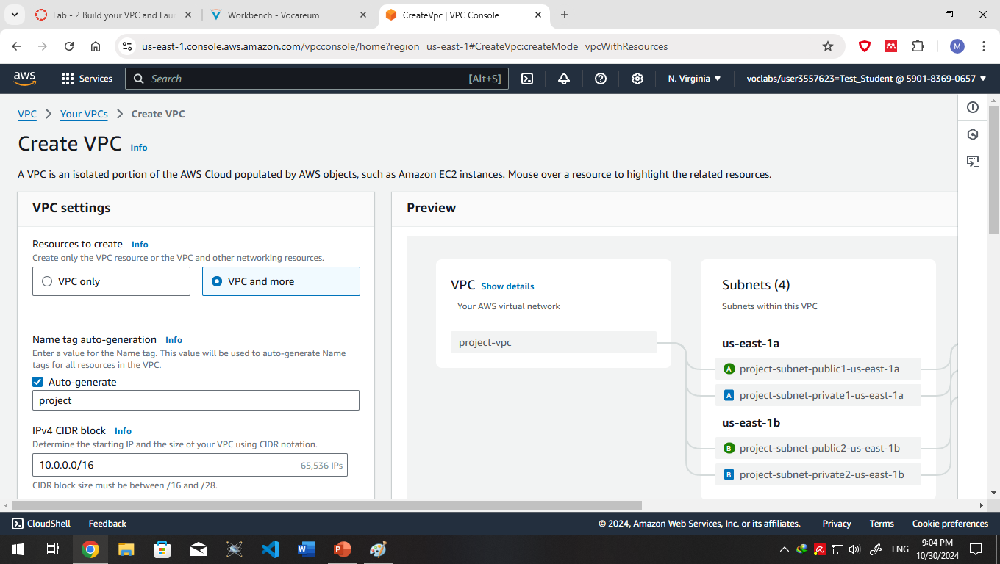 Lab - 2 Build your VPC and Lau
Workbench - Vocareum
CreateVpc | VPC Console
us-east-1.console.aws.amazon.com/vpcconsole/home?region=us-east-1#CreateVpc:createMode=vpcWithResources
M
aws
Services
Search
[Alt+S]
N. Virginia
voclabs/user3557623=Test_Student @ 5901-8369-0657
VPC
Your VPCs
Create VPC
Create VPC Info
A VPC is an isolated portion of the AWS Cloud populated by AWS objects, such as Amazon EC2 instances. Mouse over a resource to highlight the related resources.
VPC settings
Resources to create Info
Create only the VPC resource or the VPC and other networking resources.
VPC only
VPC and more
Name tag auto-generation Info
Enter a value for the Name tag. This value will be used to auto-generate Name
tags for all resources in the VPC.
Auto-generate
project
IPv4 CIDR block Info
Determine the starting IP and the size of your VPC using CIDR notation.
10.0.0.0/16
65,536 IPs
CIDR block size must be between /16 and /28.
Preview
VPC Show details
Your AWS virtual network
project-vpc
Subnets (4)
Subnets within this VPC
us-east-1a
A project-subnet-public1-us-east-1a
A project-subnet-private1-us-east-1a
us-east-1b
B project-subnet-public2-us-east-1b
B project-subnet-private2-us-east-1b
CloudShell
Feedback
© 2024, Amazon Web Services, Inc. or its affiliates.
Privacy
Terms
Cookie preferences
ENG
9:04 PM
10/30/2024